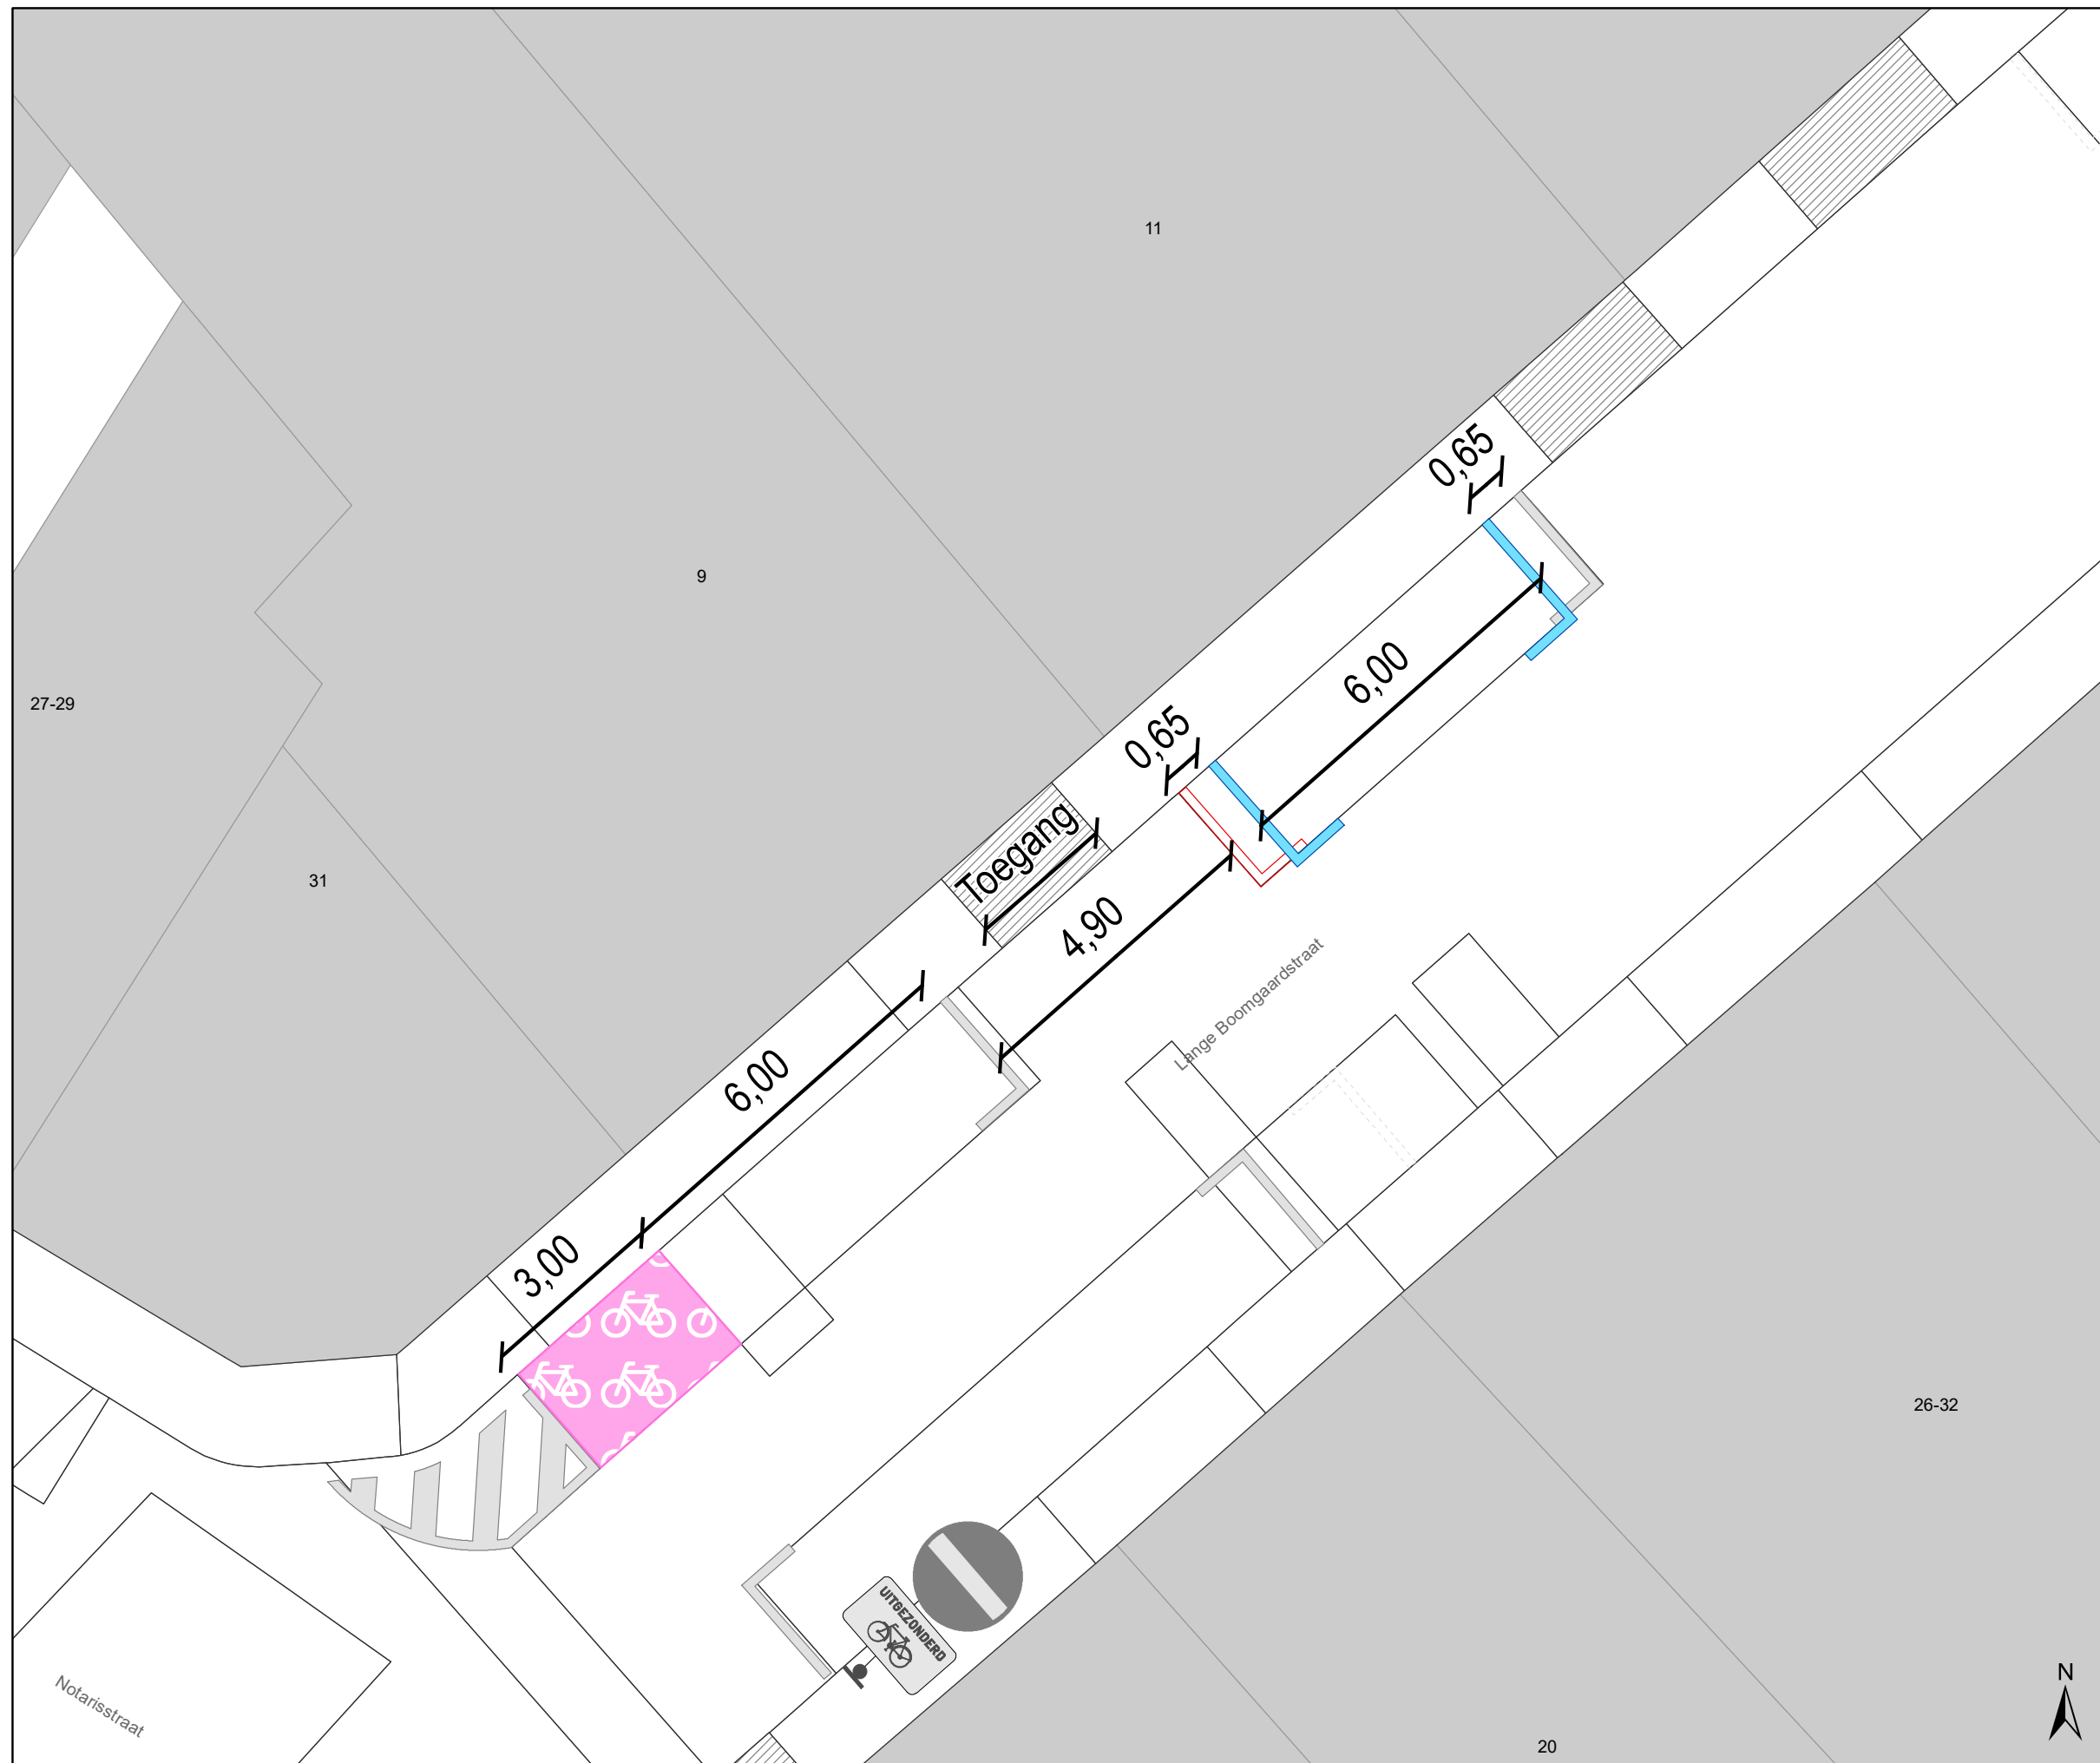 11
0,65
9
6,00
27-29
0,65
Toegang
31
4,90
Lange Boomgaardstraat
6,00
3,00
26-32
UITGEZONDERD
N
Notarisstraat
20